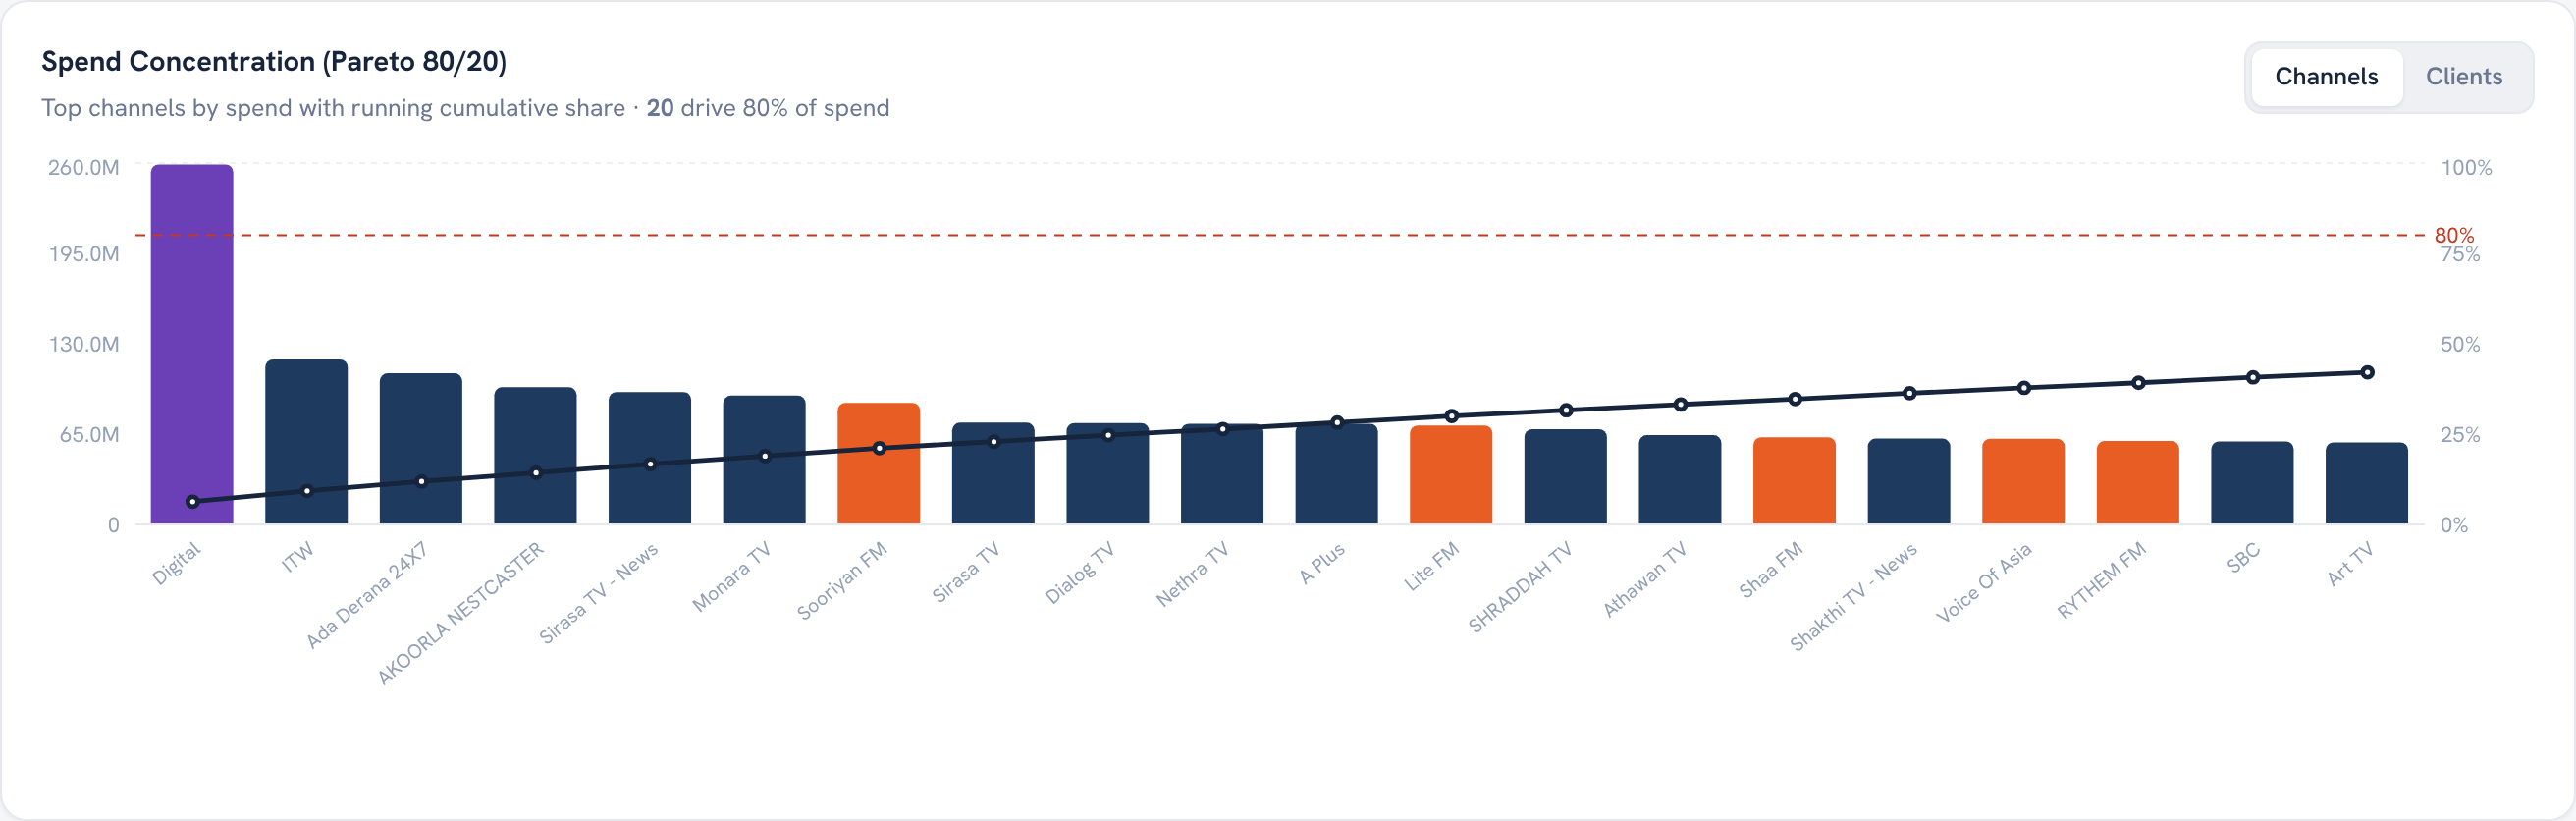 Spend Concentration (Pareto 80/20)
Top channels by spend with running cumulative share · 20 drive 80% of spend
Channels
Clients
260.0M
195.0M
130.0M
65.0M
0
100%
80%
75%
50%
25%
0%
Digital
ITW
Ada Derana 24X7
AKOORLA NESTCASTER
Sirasa TV - News
Monara TV
Sooriyan FM
Sirasa TV
Dialog TV
Nethra TV
A Plus
Lite FM
SHRADDAH TV
Athawan TV
Shaa FM
Shakthi TV - News
Voice Of Asia
RYTHEM FM
SBC
Art TV